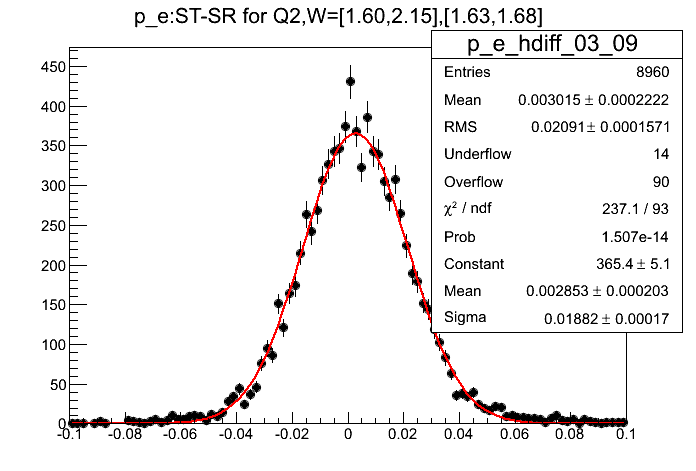 p_e:ST-SR for Q2,W=[1.60,2.15],[1.63,1.68]
p_e_hdiff_03_09
Entries 8960
Mean 0.003015 ± 0.0002222
RMS 0.02091 ± 0.0001571
Underflow 14
Overflow 90
χ² / ndf 237.1 / 93
Prob 1.507e-14
Constant 365.4 ± 5.1
Mean 0.002853 ± 0.000203
Sigma 0.01882 ± 0.00017
450
400
350
300
250
200
150
100
50
0
-0.1 -0.08 -0.06 -0.04 -0.02 0 0.02 0.04 0.06 0.08 0.1